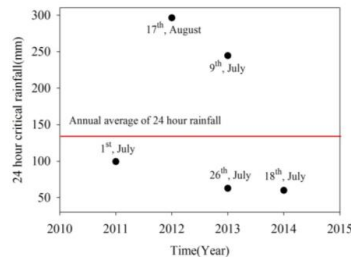 24 hour critical rainfall(mm)
300
250
200
150
100
50
17th, August
9th, July
Annual average of 24 hour rainfall
1st, July
26th, July
18th, July
2010 2011 2012 2013 2014 2015
Time(Year)